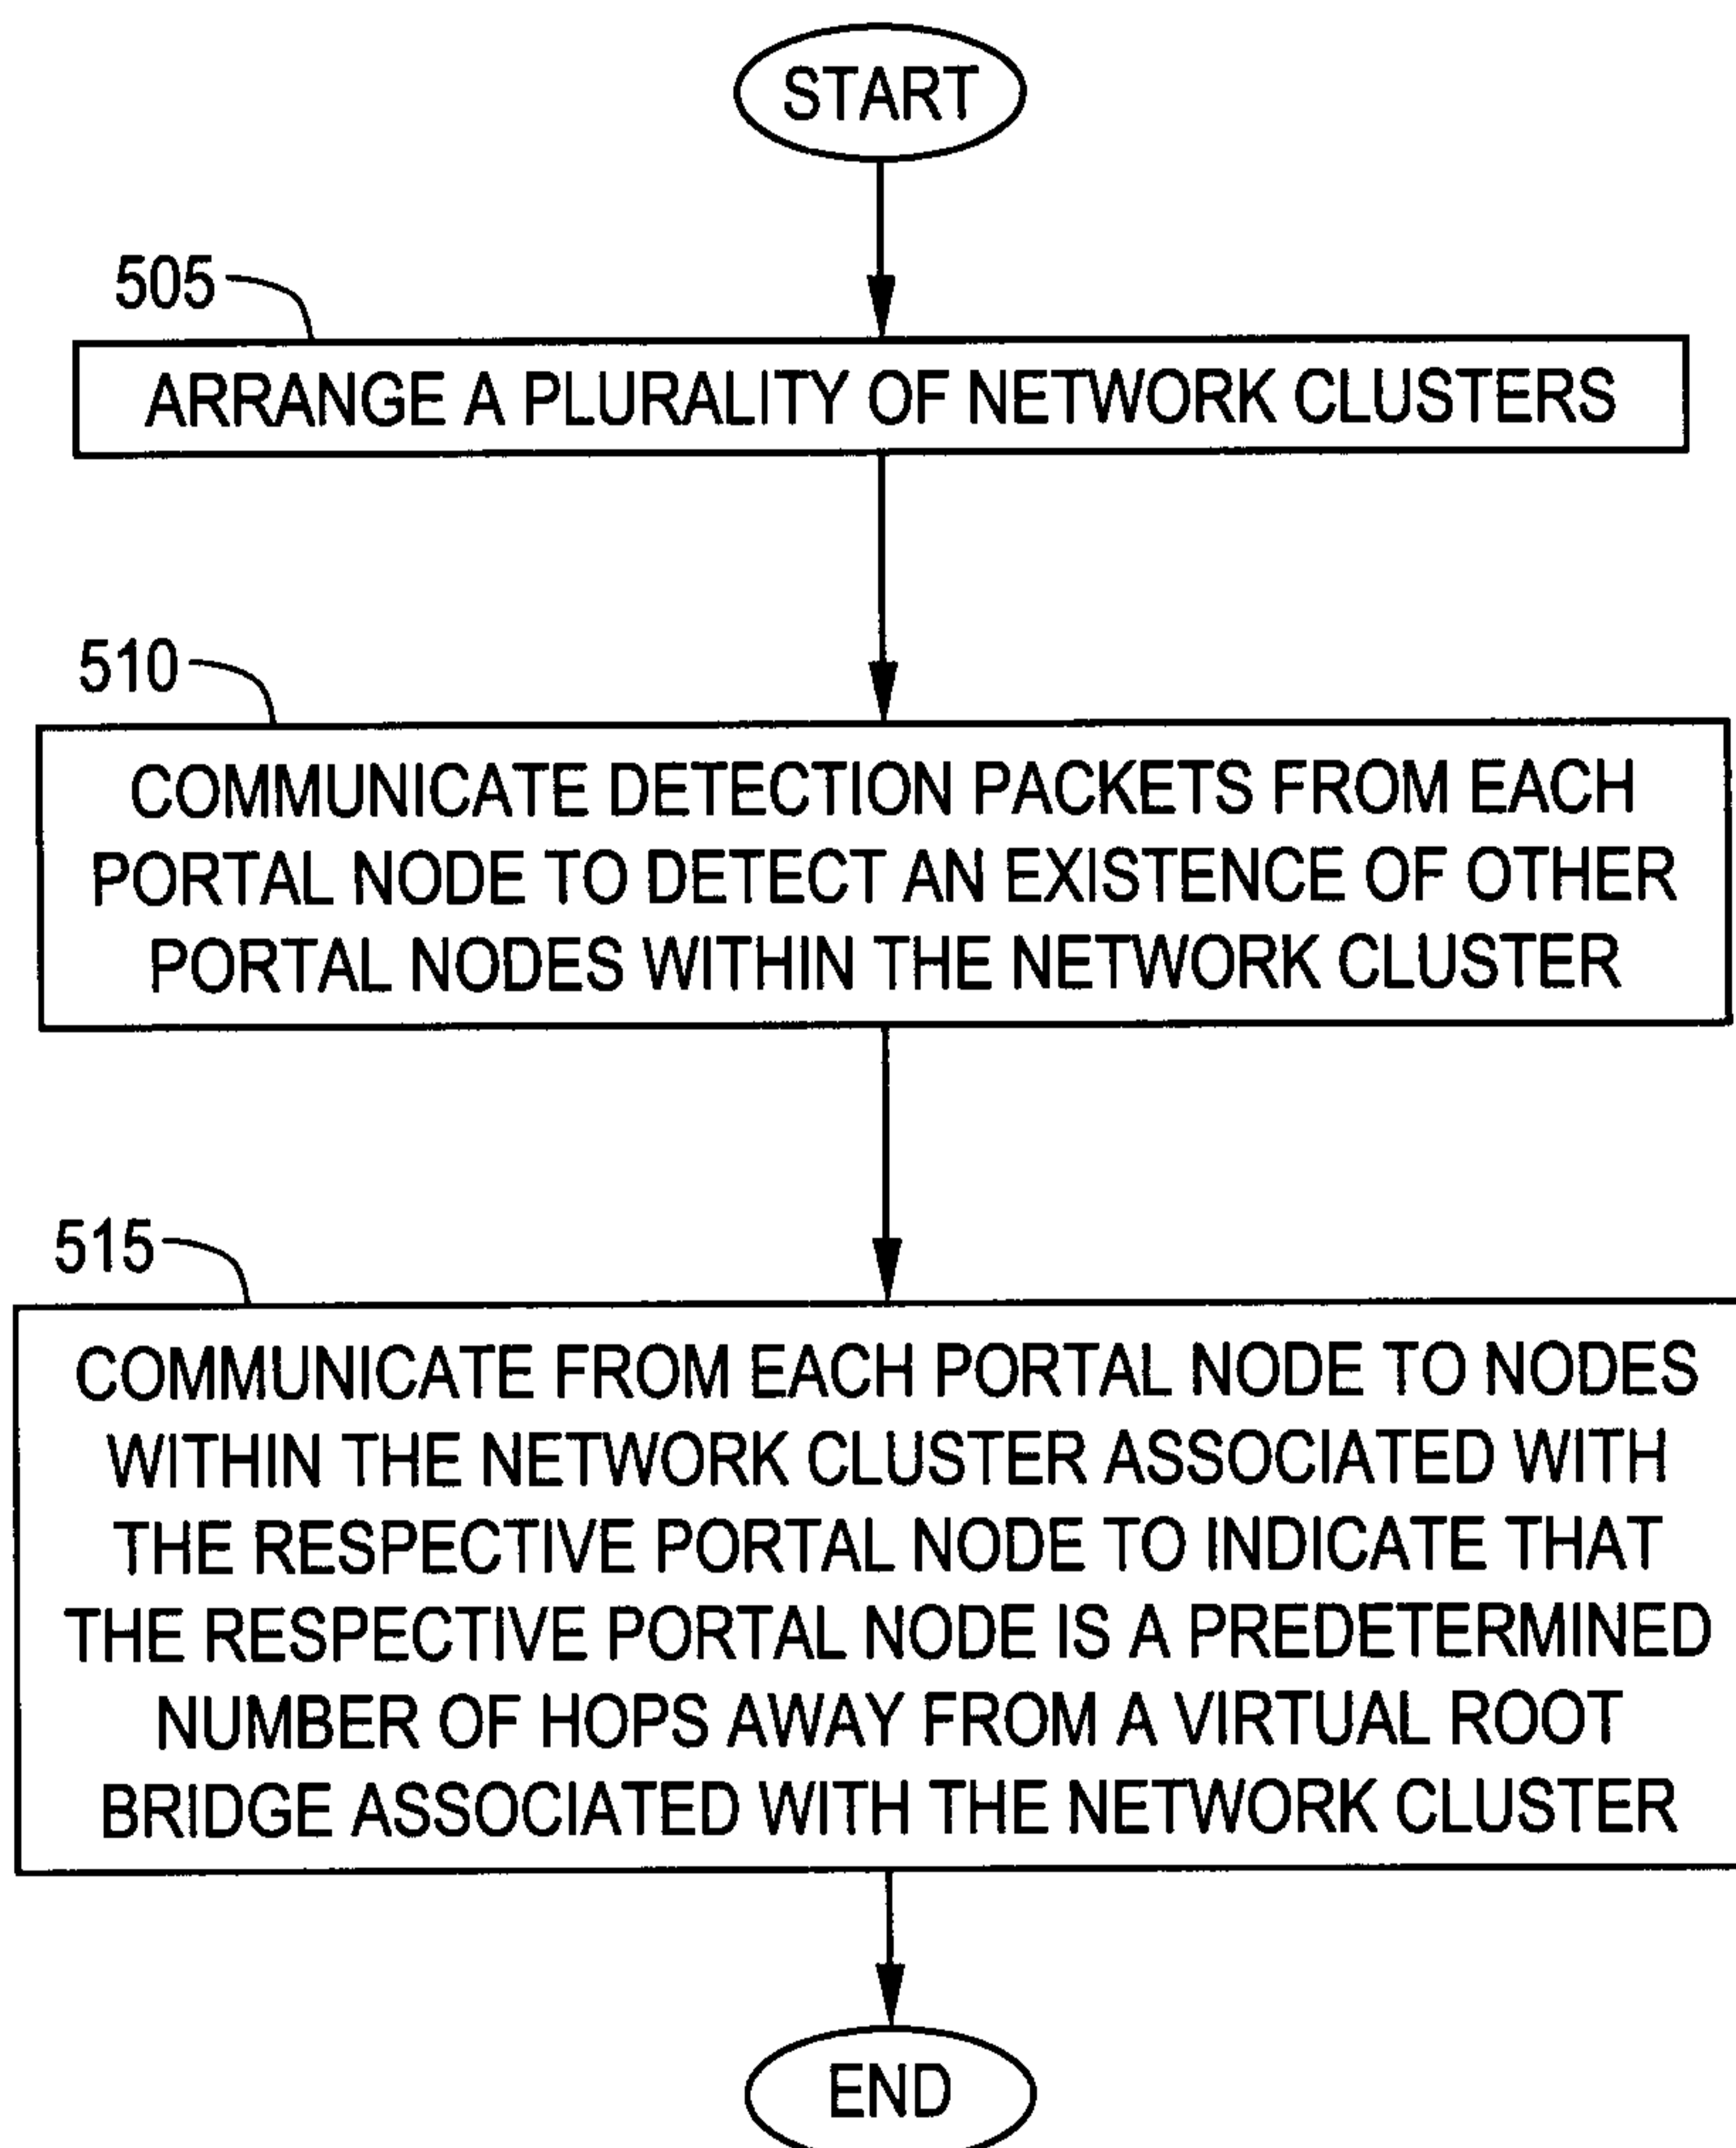 START
505
ARRANGE A PLURALITY OF NETWORK CLUSTERS
510
COMMUNICATE DETECTION PACKETS FROM EACH
PORTAL NODE TO DETECT AN EXISTENCE OF OTHER
PORTAL NODES WITHIN THE NETWORK CLUSTER
515
COMMUNICATE FROM EACH PORTAL NODE TO NODES
WITHIN THE NETWORK CLUSTER ASSOCIATED WITH
THE RESPECTIVE PORTAL NODE TO INDICATE THAT
THE RESPECTIVE PORTAL NODE IS A PREDETERMINED
NUMBER OF HOPS AWAY FROM A VIRTUAL ROOT
BRIDGE ASSOCIATED WITH THE NETWORK CLUSTER
END